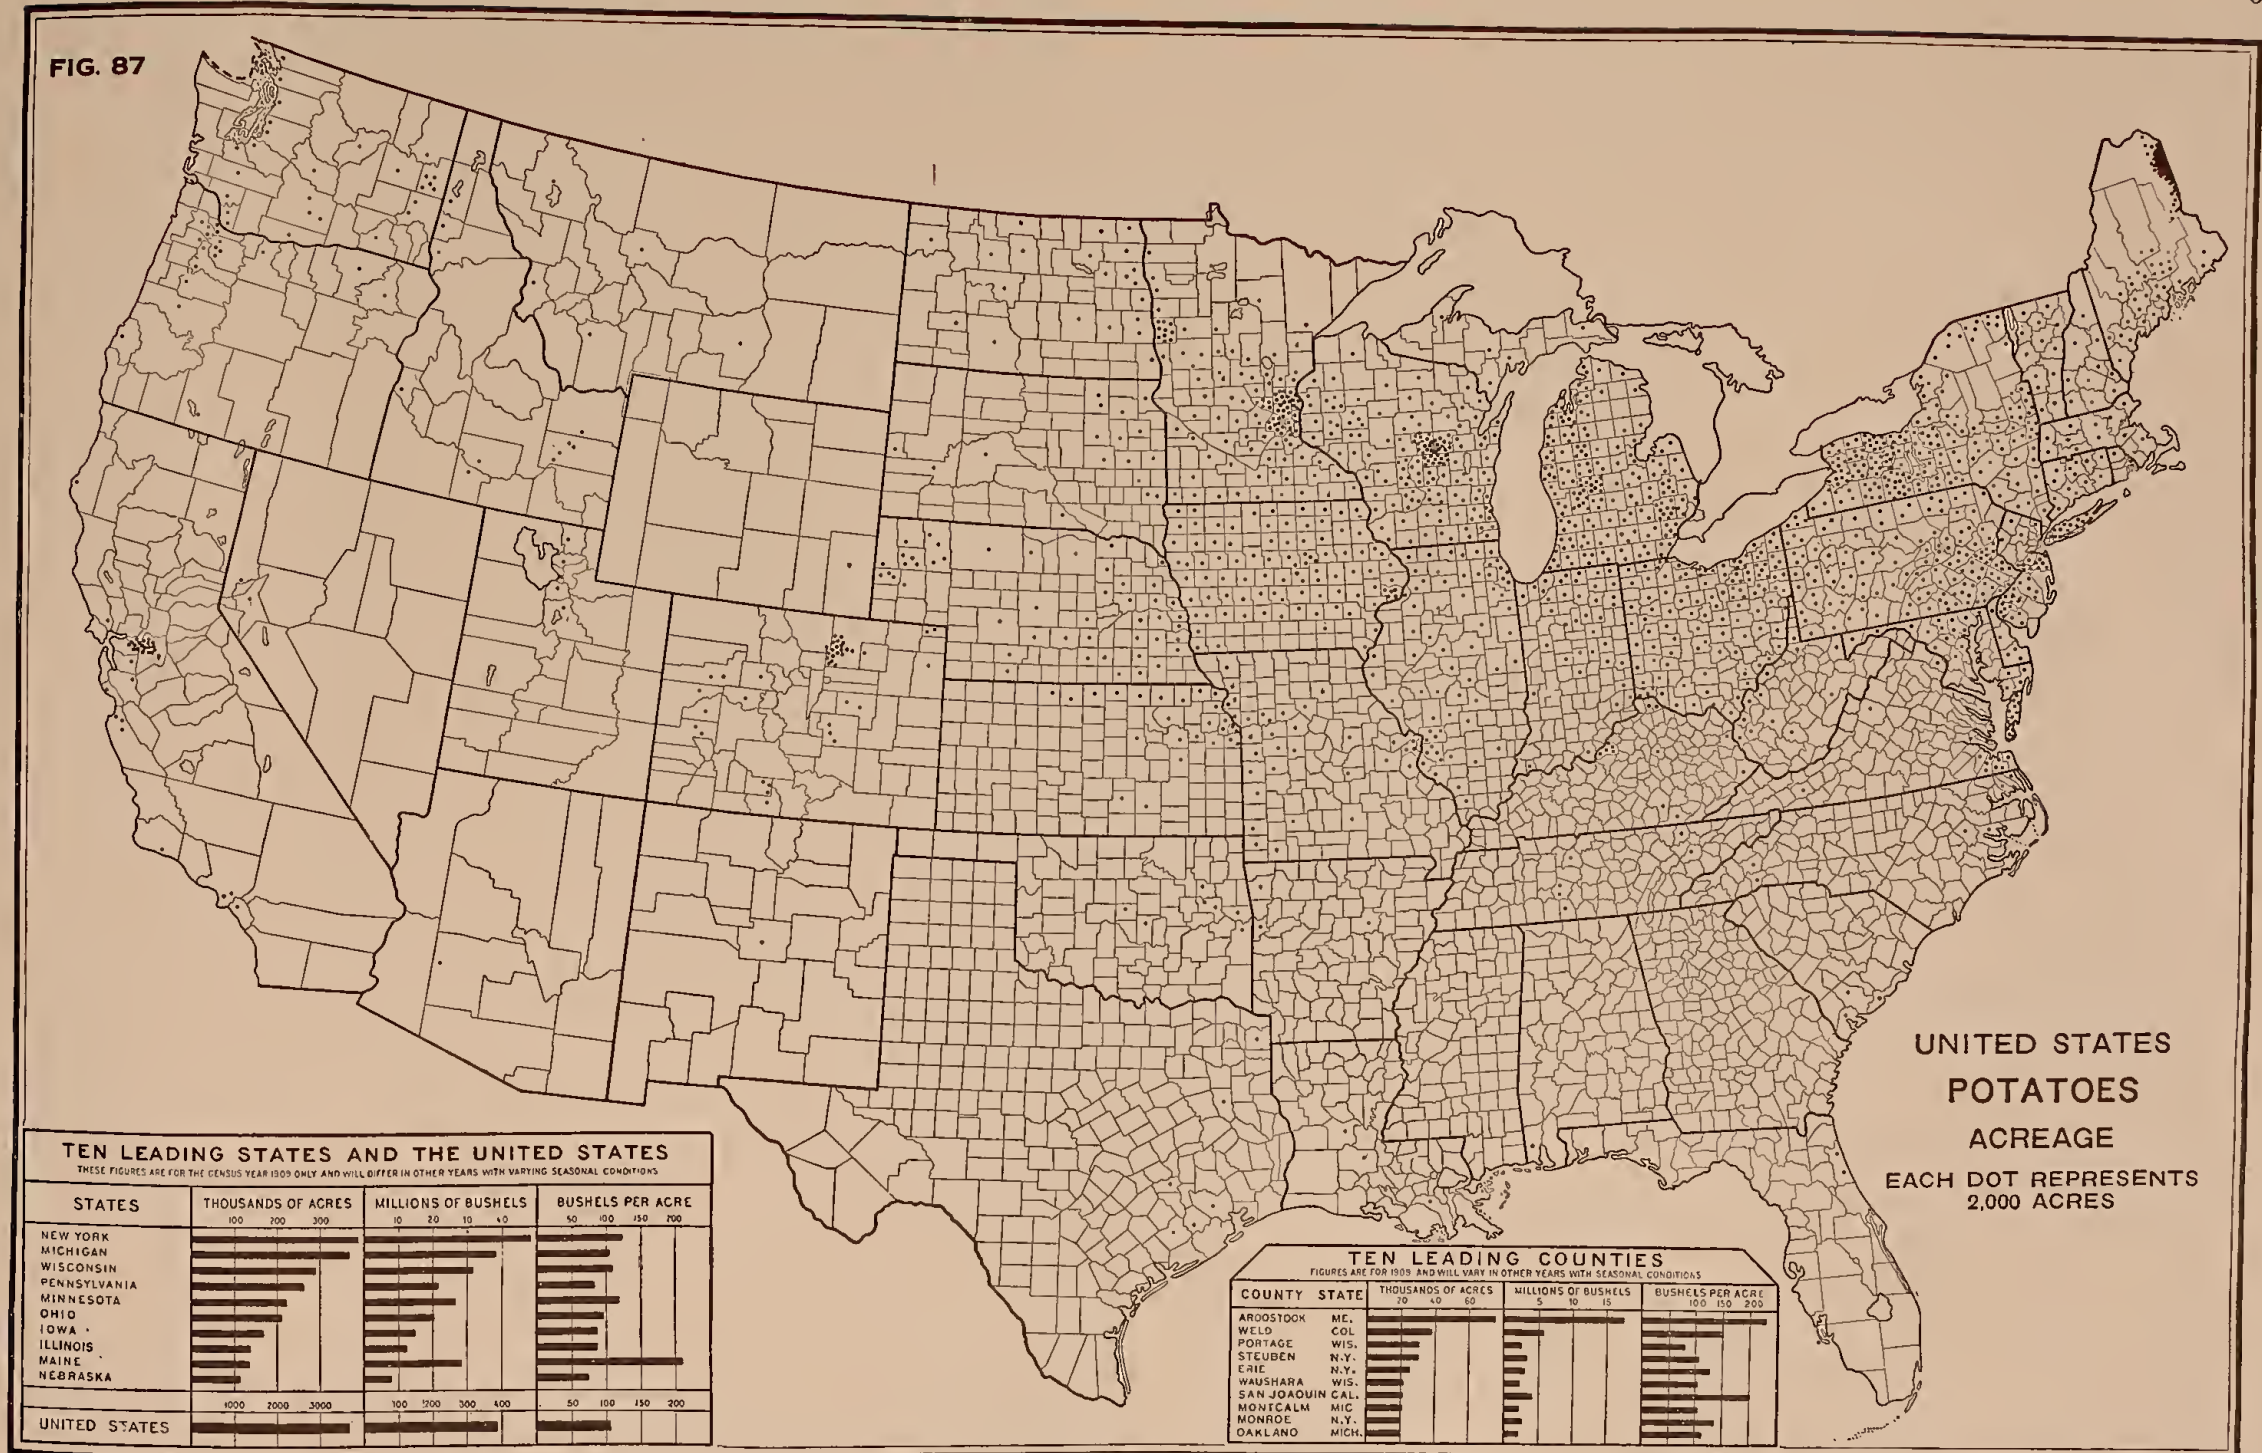 FIG. 87
UNITED STATES
POTATOES
ACREAGE
EACH DOT REPRESENTS
2,000 ACRES
TEN LEADING STATES AND THE UNITED STATES
THESE FIGURES ARE FOR THE CENSUS YEAR 1909 ONLY AND WILL DIFFER IN OTHER YEARS WITH VARYING SEASONAL CONDITIONS
STATES THOUSANDS OF ACRES MILLIONS OF BUSHELS BUSHELS PER ACRE
100 200 300 10 20 30 40 50 100 150 200
NEW YORK
MICHIGAN
WISCONSIN
PENNSYLVANIA
MINNESOTA
OHIO
IOWA
ILLINOIS
MAINE
NEBRASKA
1000 2000 3000 100 200 300 400 50 100 150 200
UNITED STATES
TEN LEADING COUNTIES
FIGURES ARE FOR 1909 AND WILL VARY IN OTHER YEARS WITH SEASONAL CONDITIONS
COUNTY STATE THOUSANDS OF ACRES MILLIONS OF BUSHELS BUSHELS PER ACRE
20 40 60 5 10 15 100 150 200
AROOSTOOK ME.
WELD COL
PORTAGE WIS.
STEUBEN N.Y.
ERIE N.Y.
WAUSHARA WIS.
SAN JOAQUIN CAL.
MONTCALM MIC
MONROE N.Y.
OAKLAND MICH.